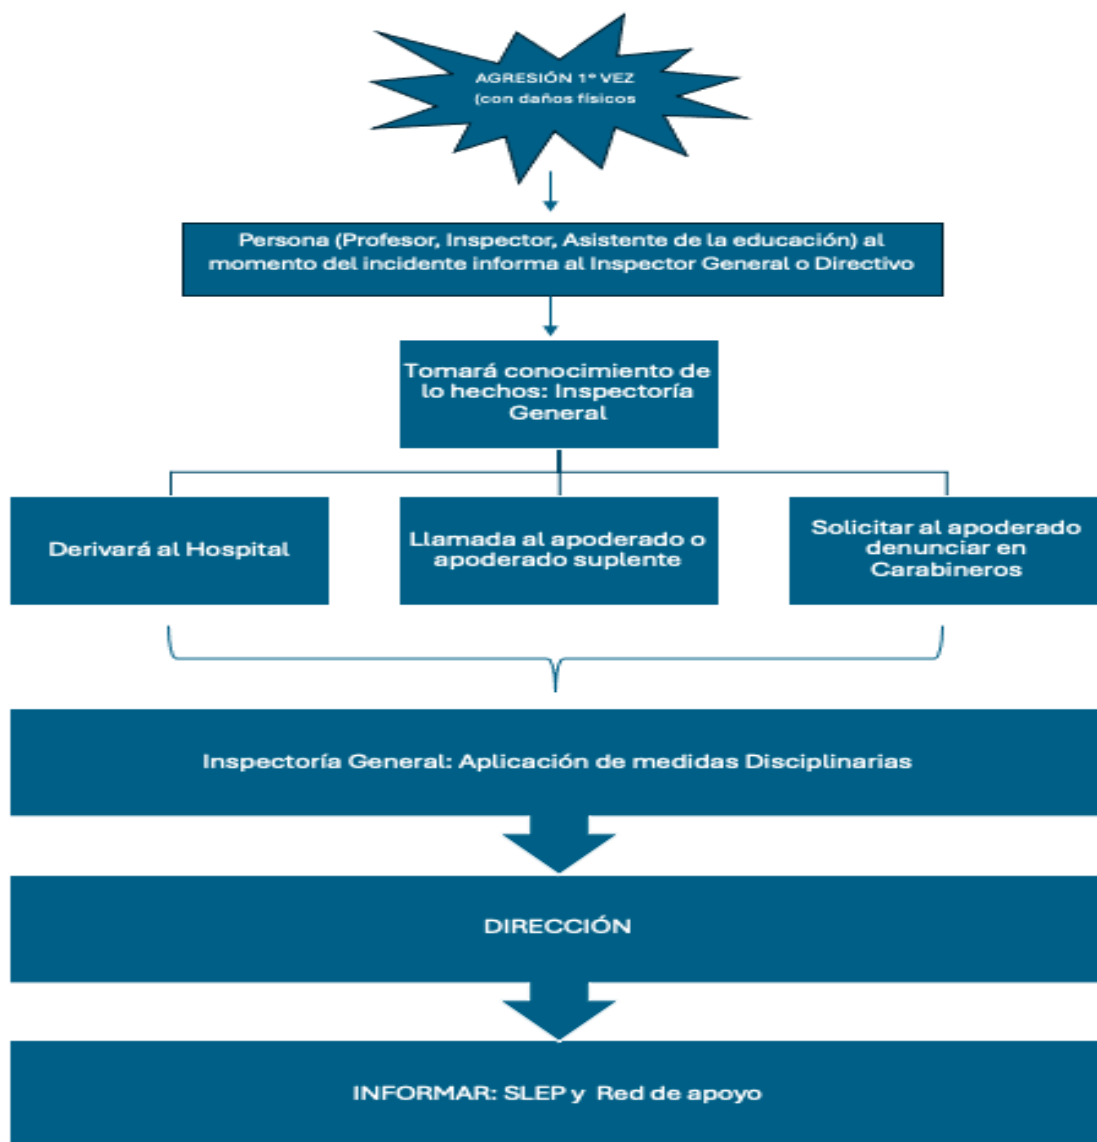 AGRESIÓN 1° VEZ
(con daños físicos
Persona (Profesor, Inspector, Asistente de la educación) al
momento del incidente informa al Inspector General o Directivo
Tomará conocimiento de
lo hechos: Inspectoría
General
Derivará al Hospital
Llamada al apoderado o
apoderado suplente
Solicitar al apoderado
denunciar en
Carabineros
Inspectoría General: Aplicación de medidas Disciplinarias
DIRECCIÓN
INFORMAR: SLEP y Red de apoyo